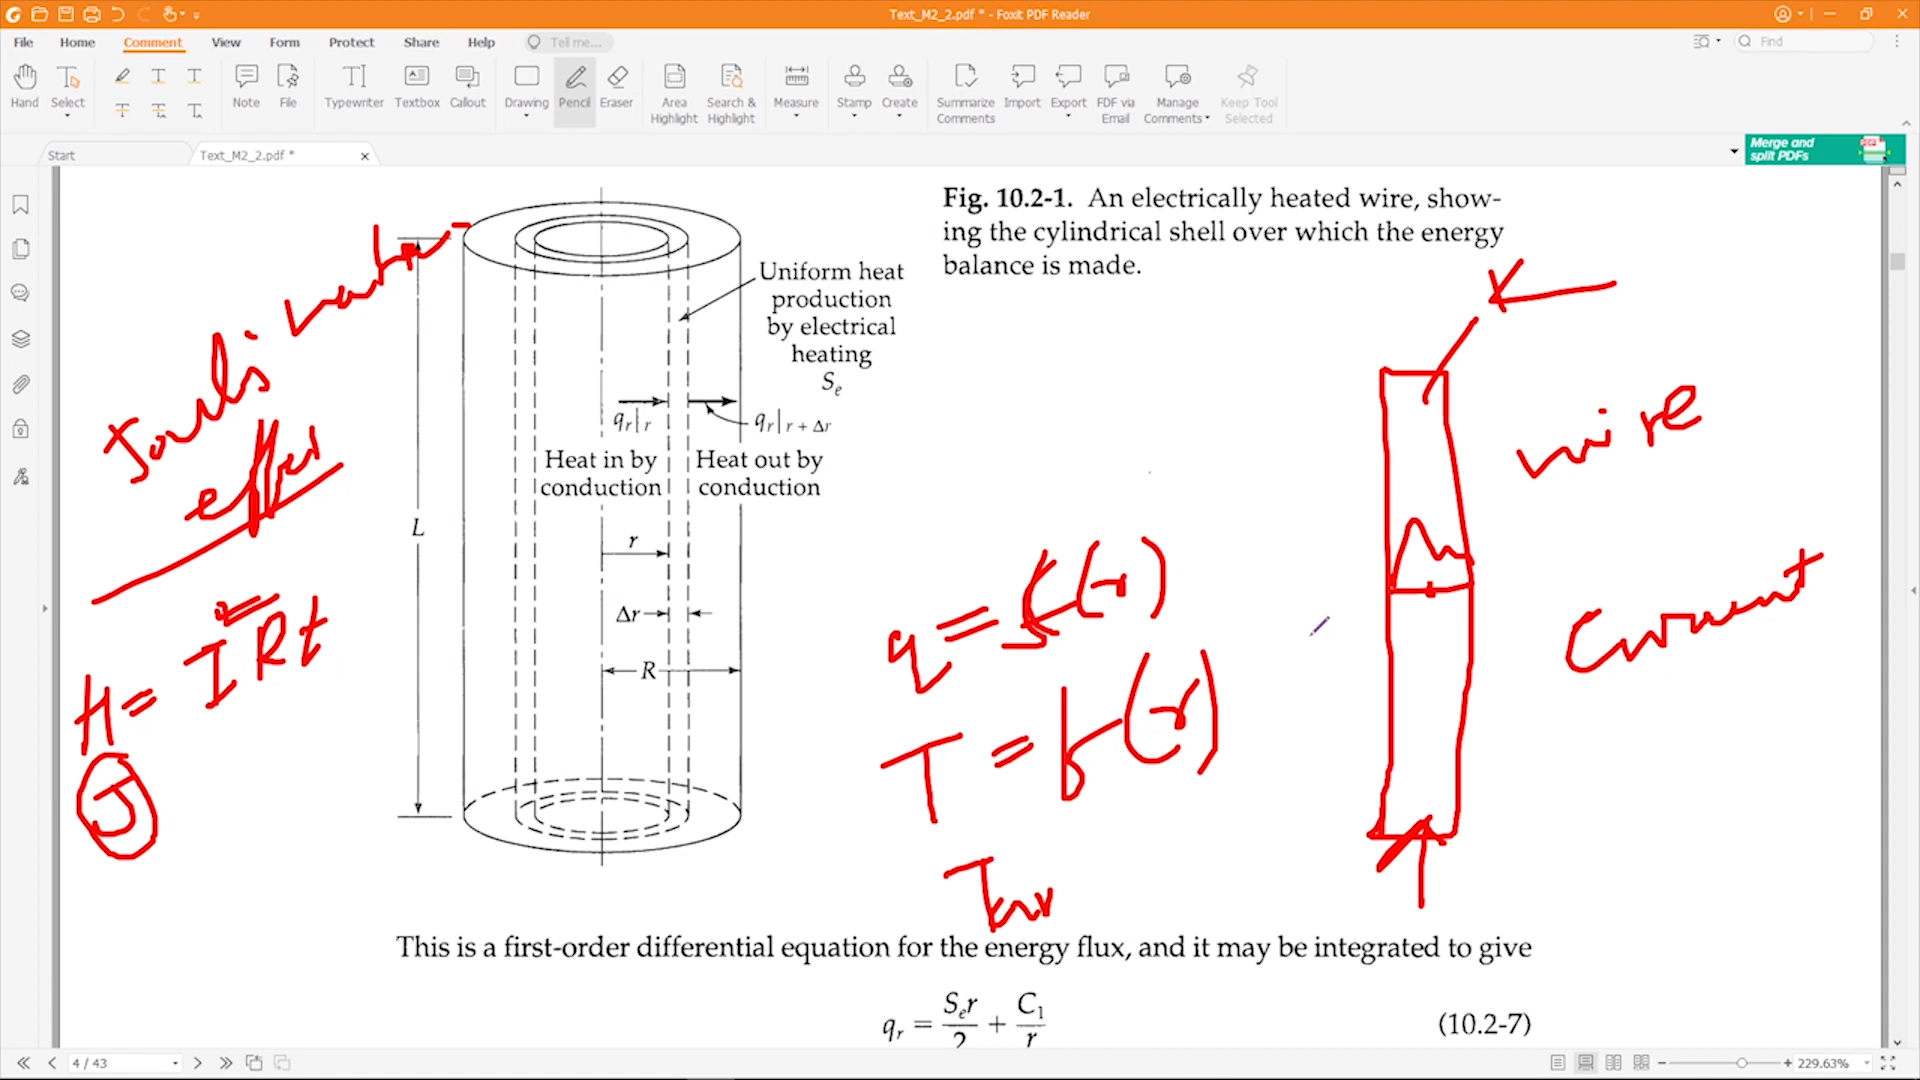 Text_M2_2.pdf * - Foxit PDF Reader
File Home Comment View Form Protect Share Help Tell me... Find
Hand Select Note File Typewriter Textbox Callout Drawing Pencil Eraser Area Highlight Search & Highlight Measure Stamp Create Summarize Comments Import Export FDF via Email Manage Comments Keep Tool Selected
Start Text_M2_2.pdf *
Merge and split PDFs
Fig. 10.2-1. An electrically heated wire, show-
ing the cylindrical shell over which the energy
balance is made.
Uniform heat
production
by electrical
heating
Se
qr|r
qr|r + Δr
Heat in by
conduction
Heat out by
conduction
L
r
Δr
R
effect
H = I²Rt
J
q = f(r)
T = f(r)
wire
Current
This is a first-order differential equation for the energy flux, and it may be integrated to give
qr = Ser/2 + C1/r (10.2-7)
4 / 43
229.63%